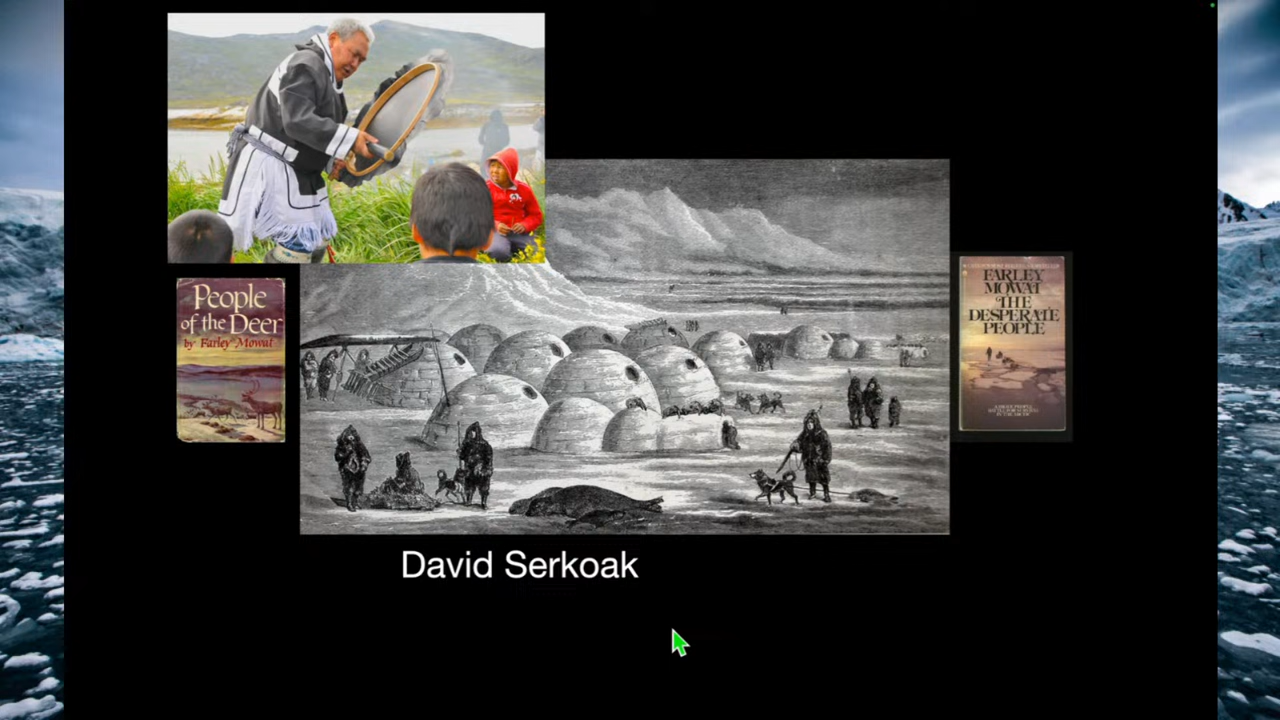 People
of the Deer
by Farley Mowat
FARLEY
MOWAT
THE
DESPERATE
PEOPLE
David Serkoak